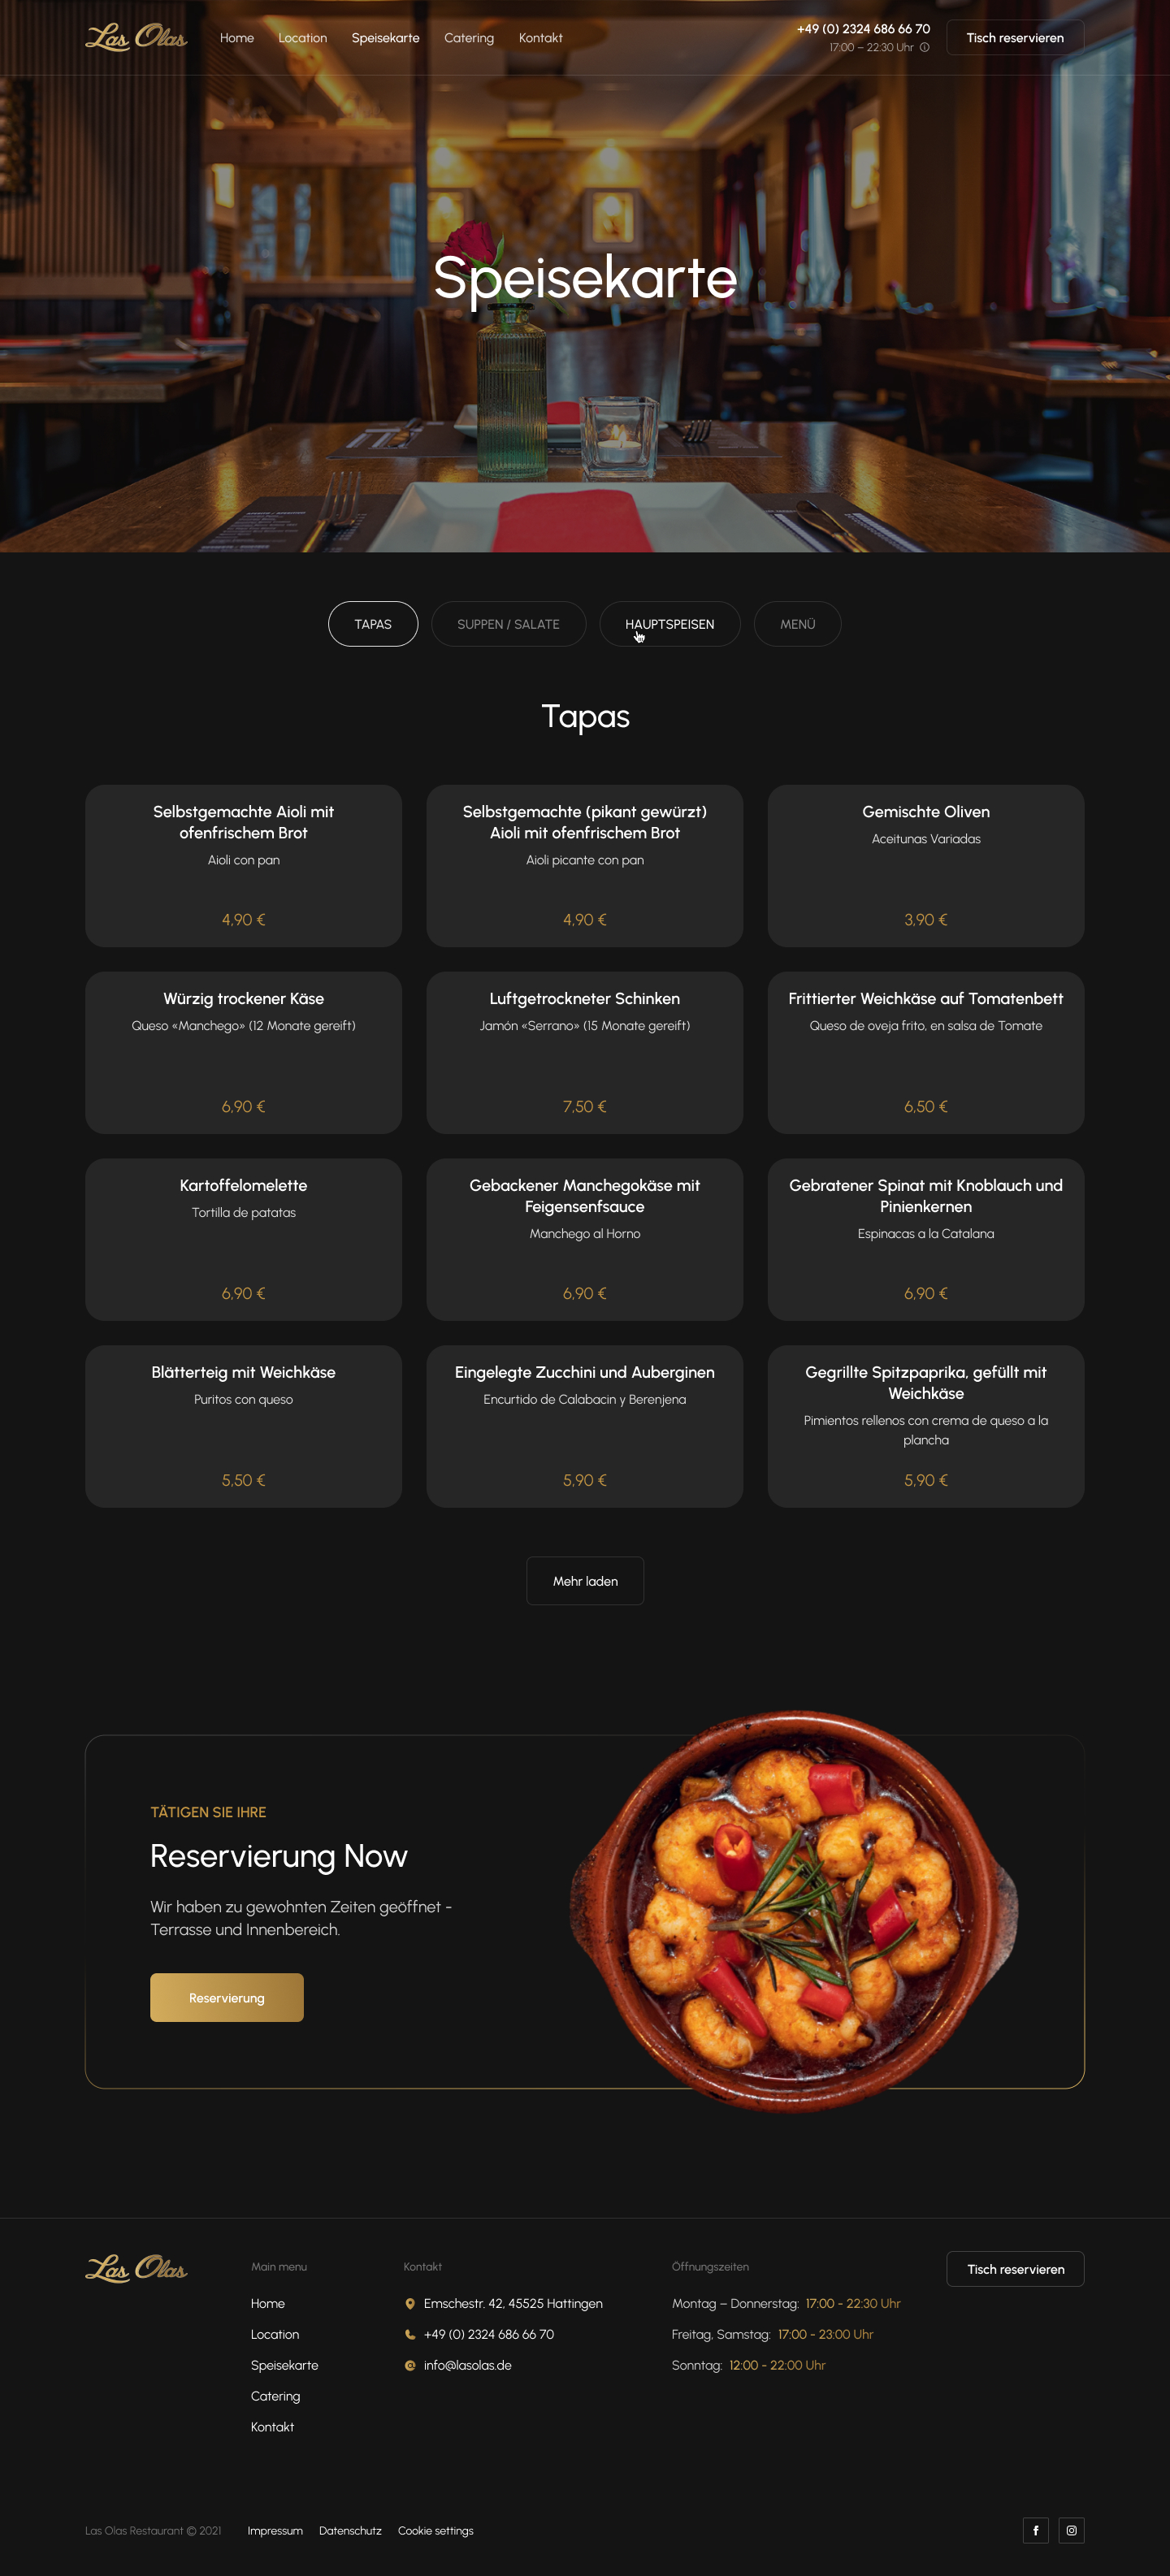 Las Olas
Home
Location
Speisekarte
Catering
Kontakt
+49 (0) 2324 686 66 70
17:00 – 22:30 Uhr
Tisch reservieren
Speisekarte
TAPAS
SUPPEN / SALATE
HAUPTSPEISEN
MENÜ
Tapas
Selbstgemachte Aioli mit
ofenfrischem Brot
Aioli con pan
4,90 €
Selbstgemachte (pikant gewürzt)
Aioli mit ofenfrischem Brot
Aioli picante con pan
4,90 €
Gemischte Oliven
Aceitunas Variadas
3,90 €
Würzig trockener Käse
Queso «Manchego» (12 Monate gereift)
6,90 €
Luftgetrockneter Schinken
Jamón «Serrano» (15 Monate gereift)
7,50 €
Frittierter Weichkäse auf Tomatenbett
Queso de oveja frito, en salsa de Tomate
6,50 €
Kartoffelomelette
Tortilla de patatas
6,90 €
Gebackener Manchegokäse mit
Feigensenfsauce
Manchego al Horno
6,90 €
Gebratener Spinat mit Knoblauch und
Pinienkernen
Espinacas a la Catalana
6,90 €
Blätterteig mit Weichkäse
Puritos con queso
5,50 €
Eingelegte Zucchini und Auberginen
Encurtido de Calabacin y Berenjena
5,90 €
Gegrillte Spitzpaprika, gefüllt mit
Weichkäse
Pimientos rellenos con crema de queso a la
plancha
5,90 €
Mehr laden
TÄTIGEN SIE IHRE
Reservierung Now
Wir haben zu gewohnten Zeiten geöffnet -
Terrasse und Innenbereich.
Reservierung
Las Olas
Main menu
Home
Location
Speisekarte
Catering
Kontakt
Kontakt
Emschestr. 42, 45525 Hattingen
+49 (0) 2324 686 66 70
info@lasolas.de
Öffnungszeiten
Montag – Donnerstag: 17:00 - 22:30 Uhr
Freitag, Samstag: 17:00 - 23:00 Uhr
Sonntag: 12:00 - 22:00 Uhr
Tisch reservieren
Las Olas Restaurant © 2021
Impressum
Datenschutz
Cookie settings